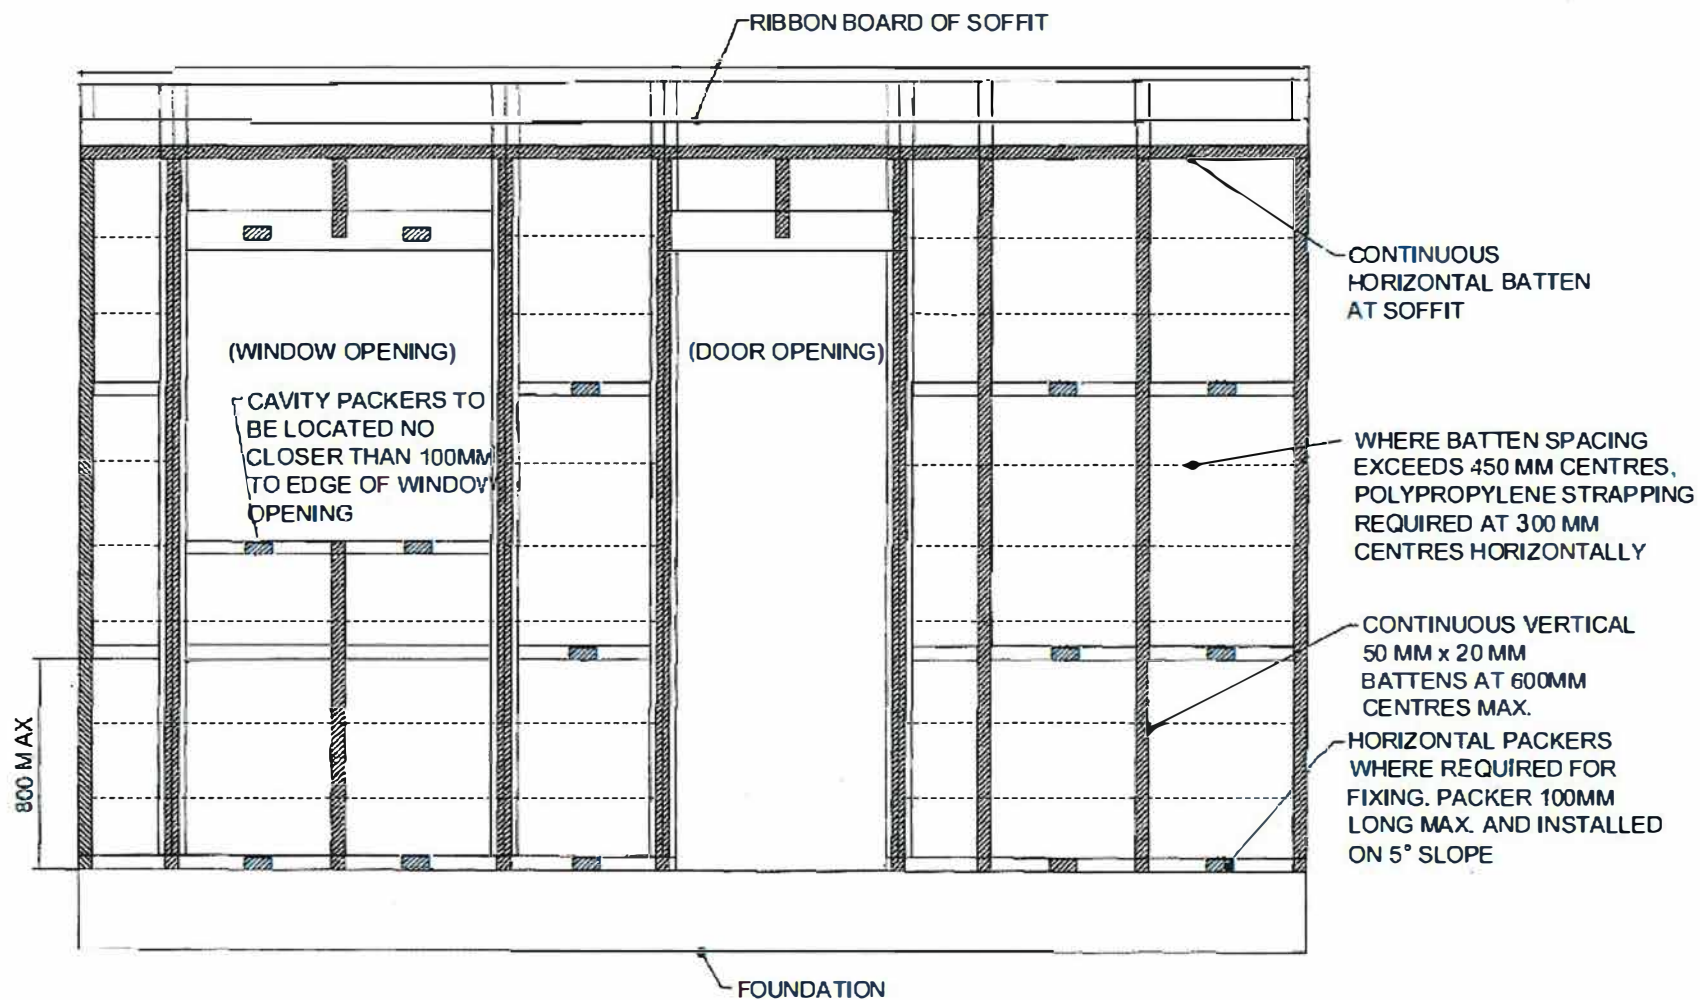 RIBBON BOARD OF SOFFIT
CONTINUOUS
HORIZONTAL BATTEN
AT SOFFIT
(WINDOW OPENING)
(DOOR OPENING)
CAVITY PACKERS TO
BE LOCATED NO
CLOSER THAN 100MM
TO EDGE OF WINDOW
OPENING
WHERE BATTEN SPACING
EXCEEDS 450 MM CENTRES,
POLYPROPYLENE STRAPPING
REQUIRED AT 300 MM
CENTRES HORIZONTALLY
CONTINUOUS VERTICAL
50 MM x 20 MM
BATTENS AT 600MM
CENTRES MAX.
800 MAX
HORIZONTAL PACKERS
WHERE REQUIRED FOR
FIXING. PACKER 100MM
LONG MAX. AND INSTALLED
ON 5° SLOPE
FOUNDATION